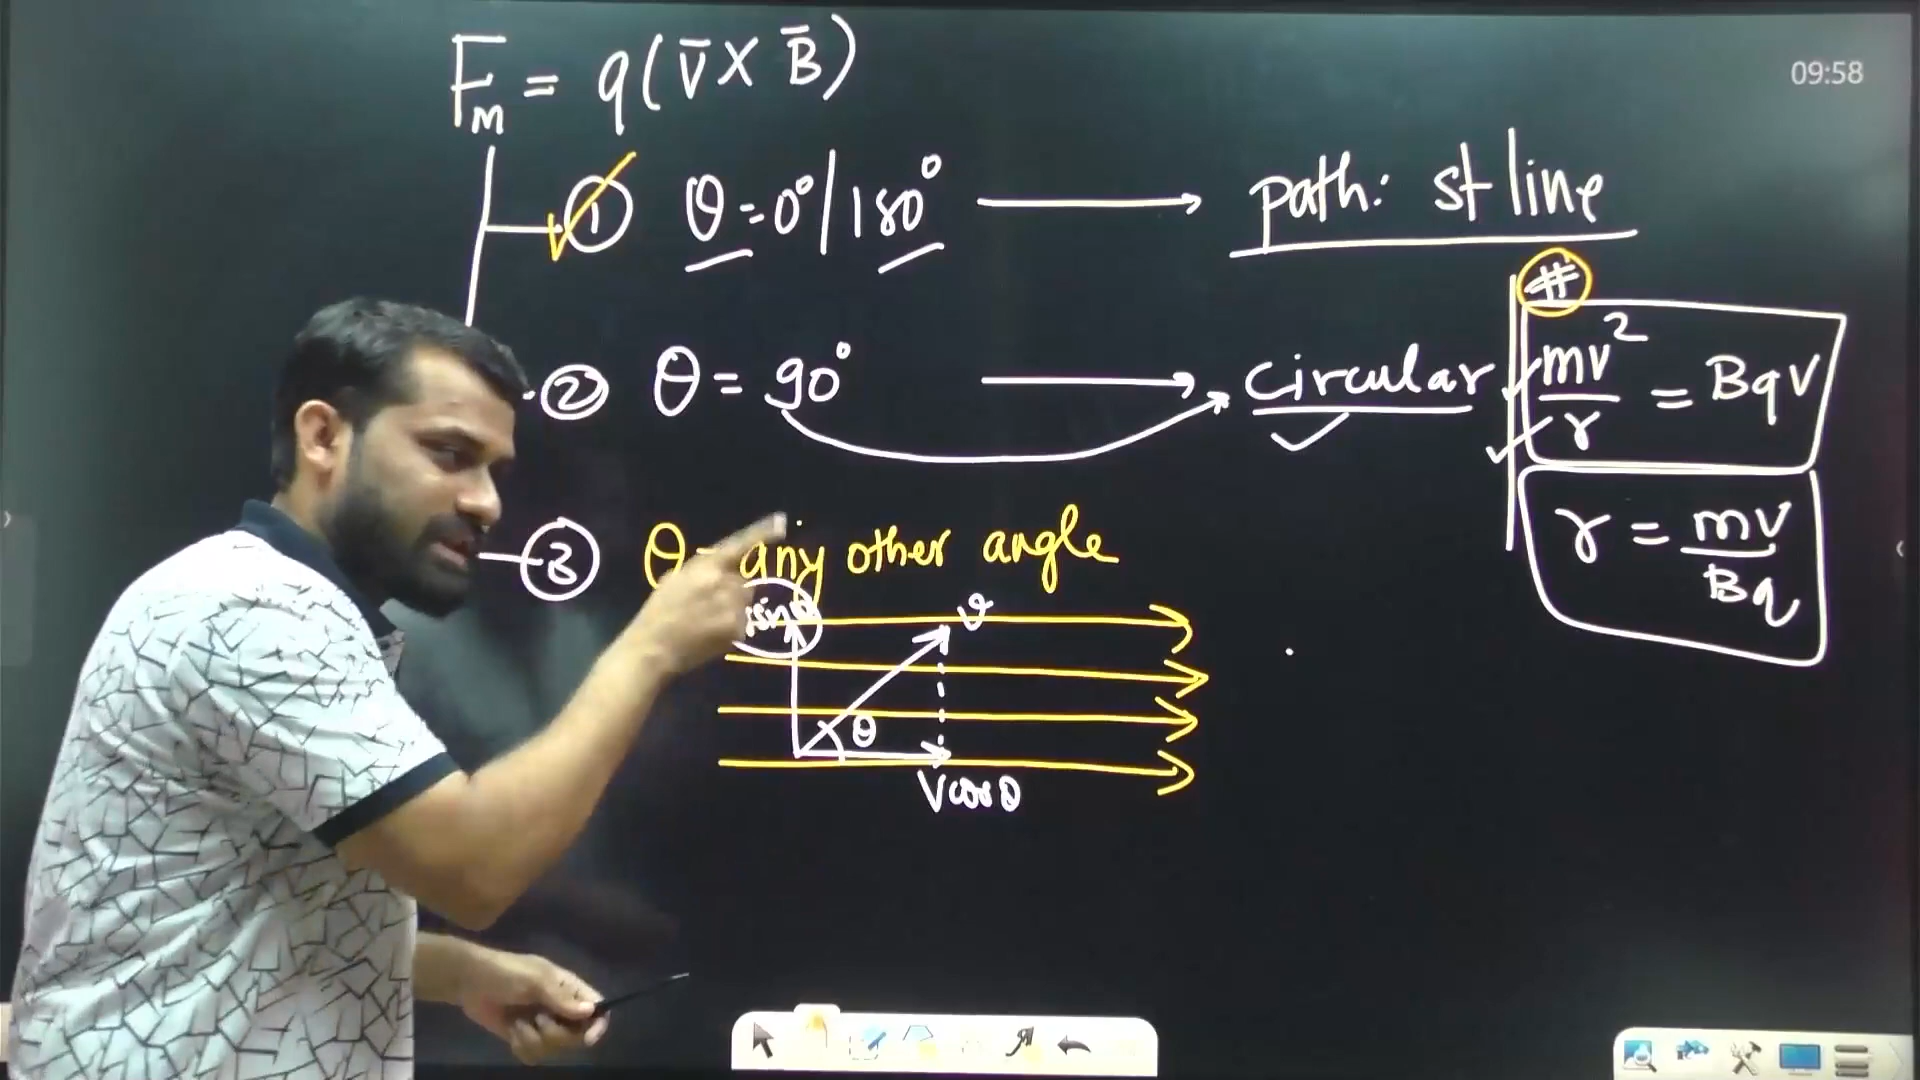 F_m = q(v̄ × B̄)
09:58
① θ = 0°/180° → path: st line
#
② θ = 90° → circular
mv²/r = Bqv
r = mv/Bq
③ θ = any other angle
v
θ
Vcosθ